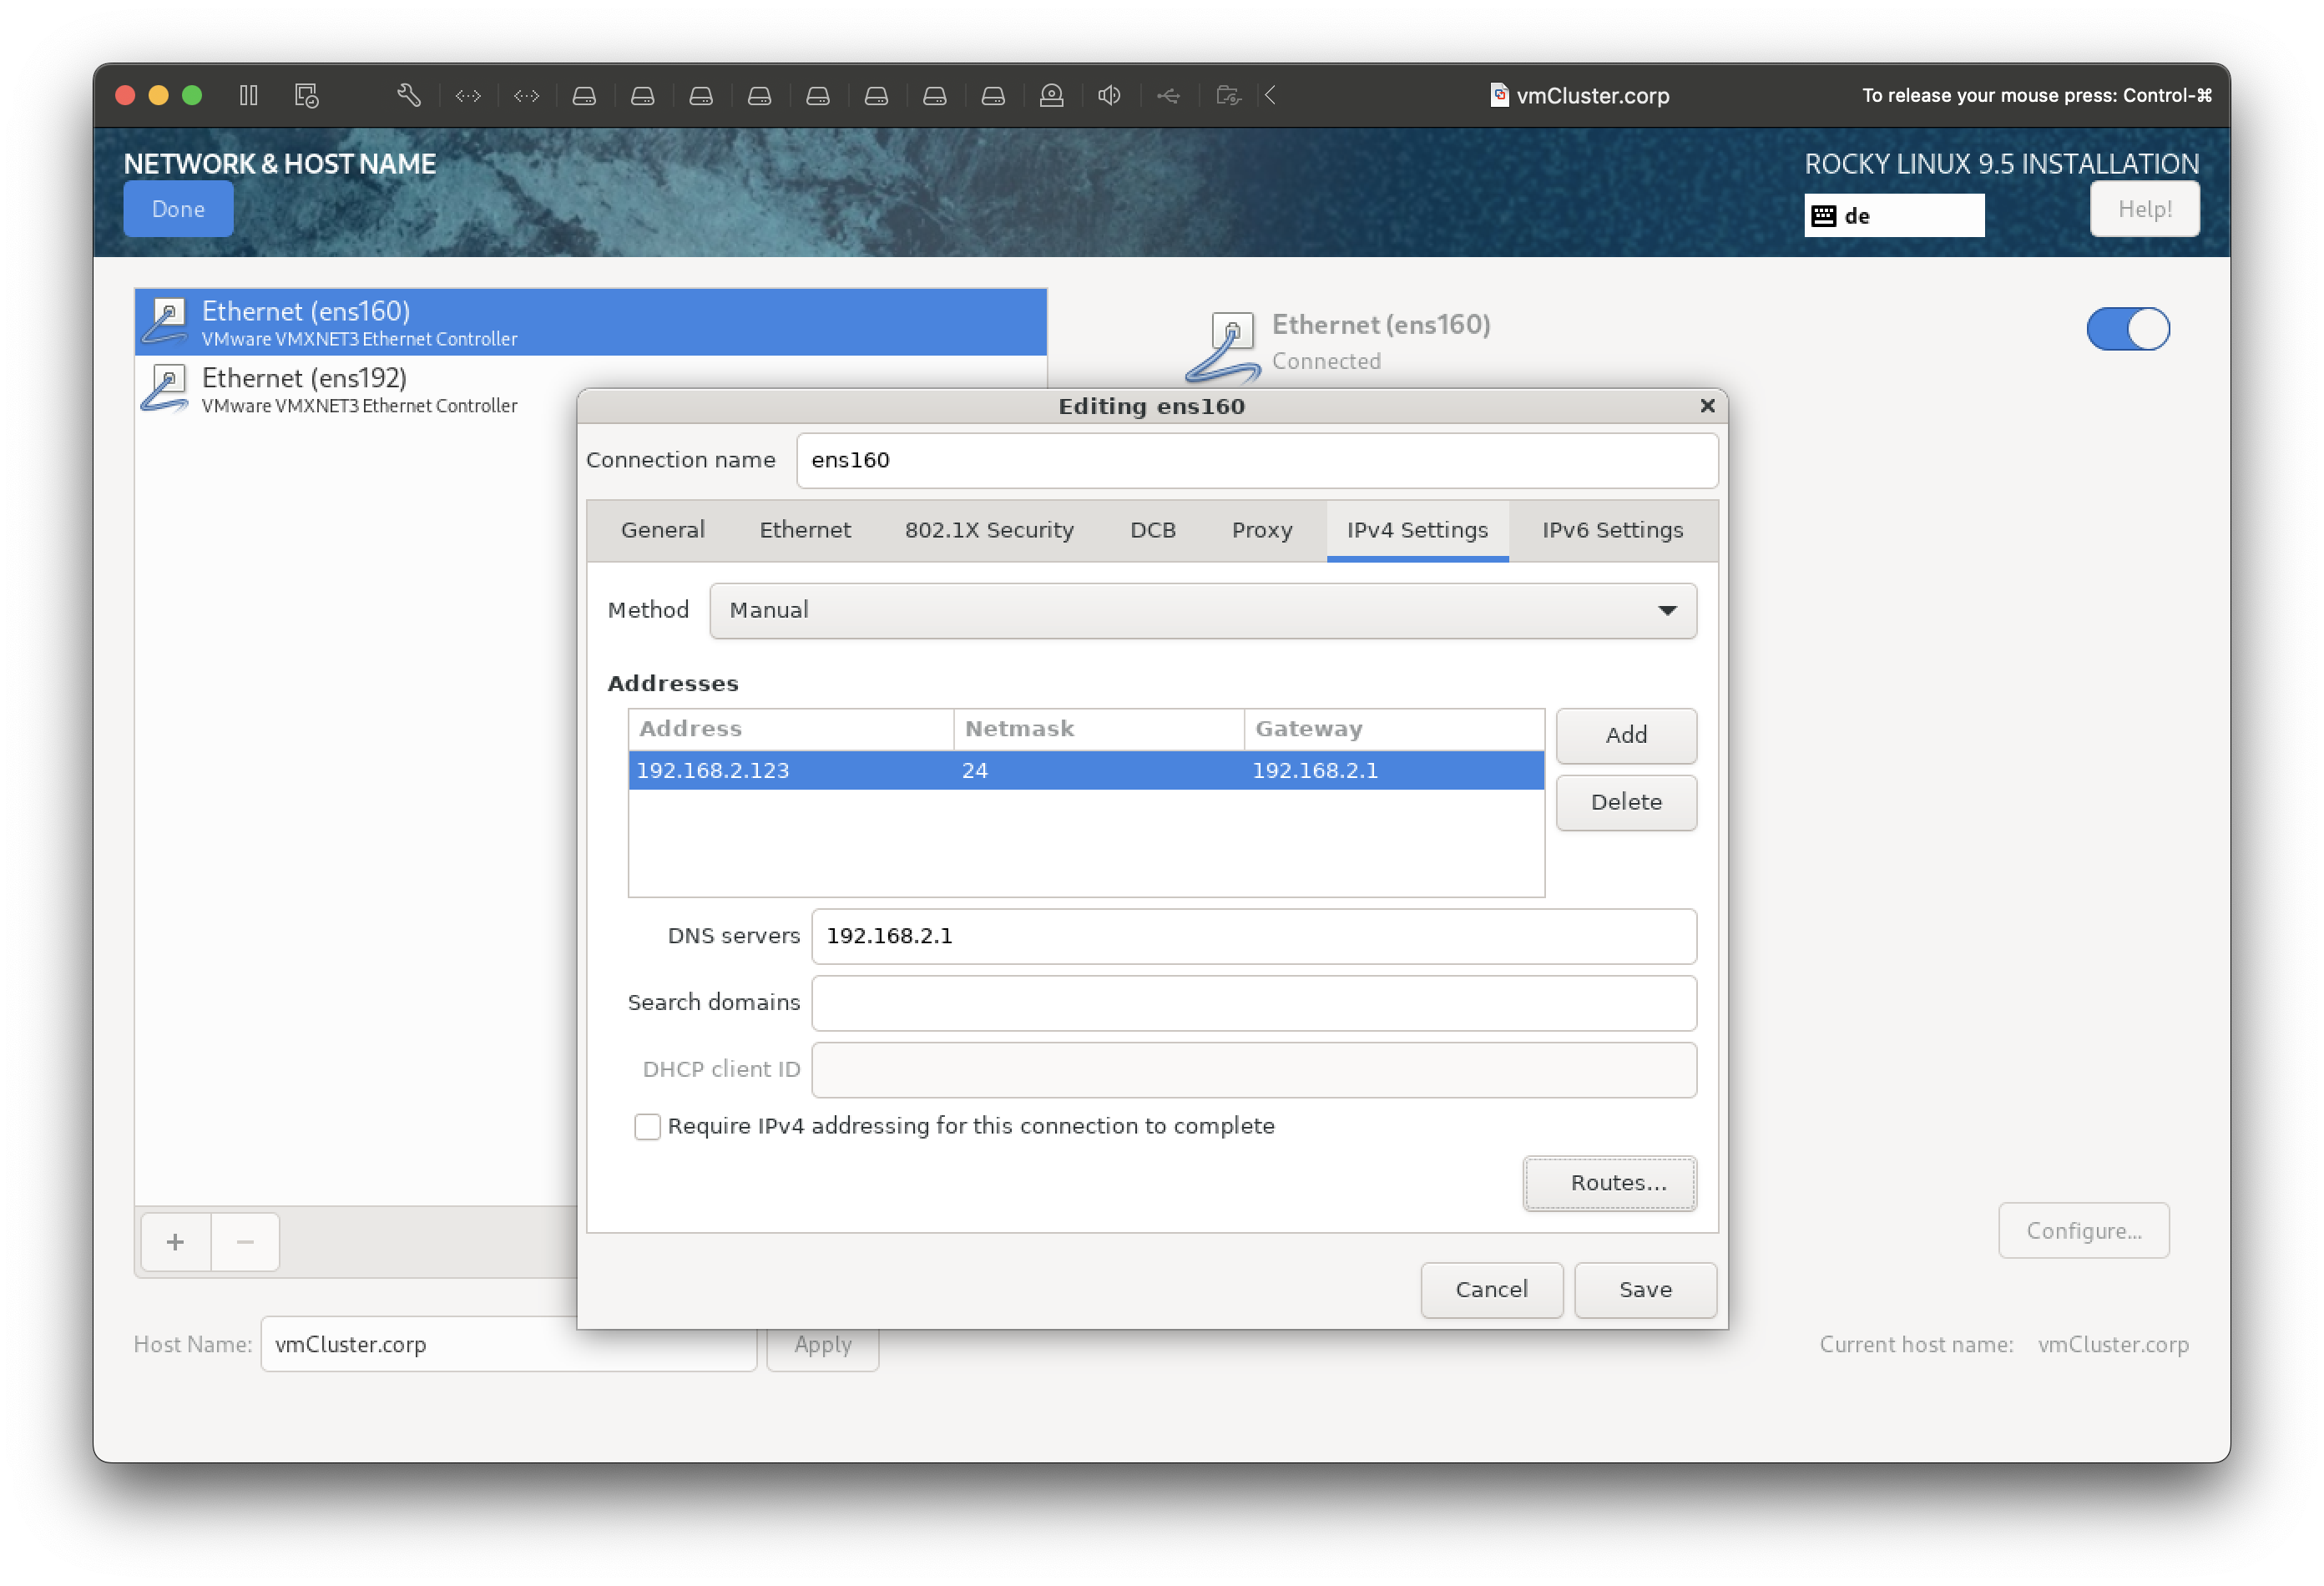 vmCluster.corp
To release your mouse press: Control-⌘
NETWORK & HOST NAME
ROCKY LINUX 9.5 INSTALLATION
Done
de
Help!
Ethernet (ens160)
VMware VMXNET3 Ethernet Controller
Ethernet (ens192)
VMware VMXNET3 Ethernet Controller
Ethernet (ens160)
Connected
Editing ens160
Connection name ens160
General Ethernet 802.1X Security DCB Proxy IPv4 Settings IPv6 Settings
Method Manual
Addresses
Address Netmask Gateway
192.168.2.123 24 192.168.2.1
Add
Delete
DNS servers 192.168.2.1
Search domains
DHCP client ID
Require IPv4 addressing for this connection to complete
Routes...
Cancel Save
Configure...
Host Name: vmCluster.corp Apply
Current host name: vmCluster.corp